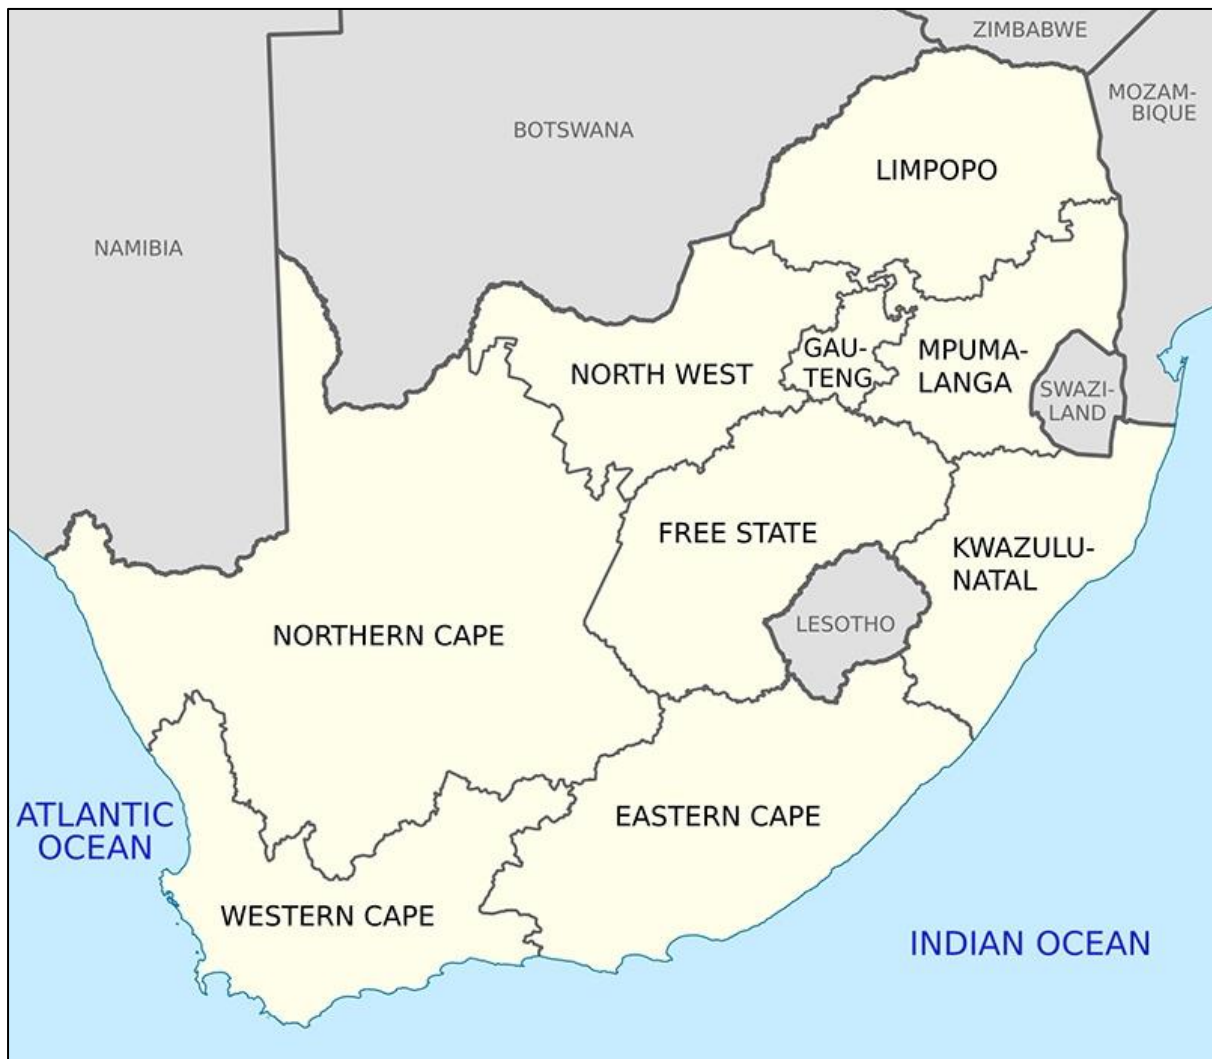 ZIMBABWE
MOZAM-
BIQUE
BOTSWANA
LIMPOPO
NAMIBIA
GAU-
TENG
MPUMA-
LANGA
NORTH WEST
SWAZI-
LAND
FREE STATE
KWAZULU-
NATAL
LESOTHO
NORTHERN CAPE
ATLANTIC
OCEAN
EASTERN CAPE
WESTERN CAPE
INDIAN OCEAN